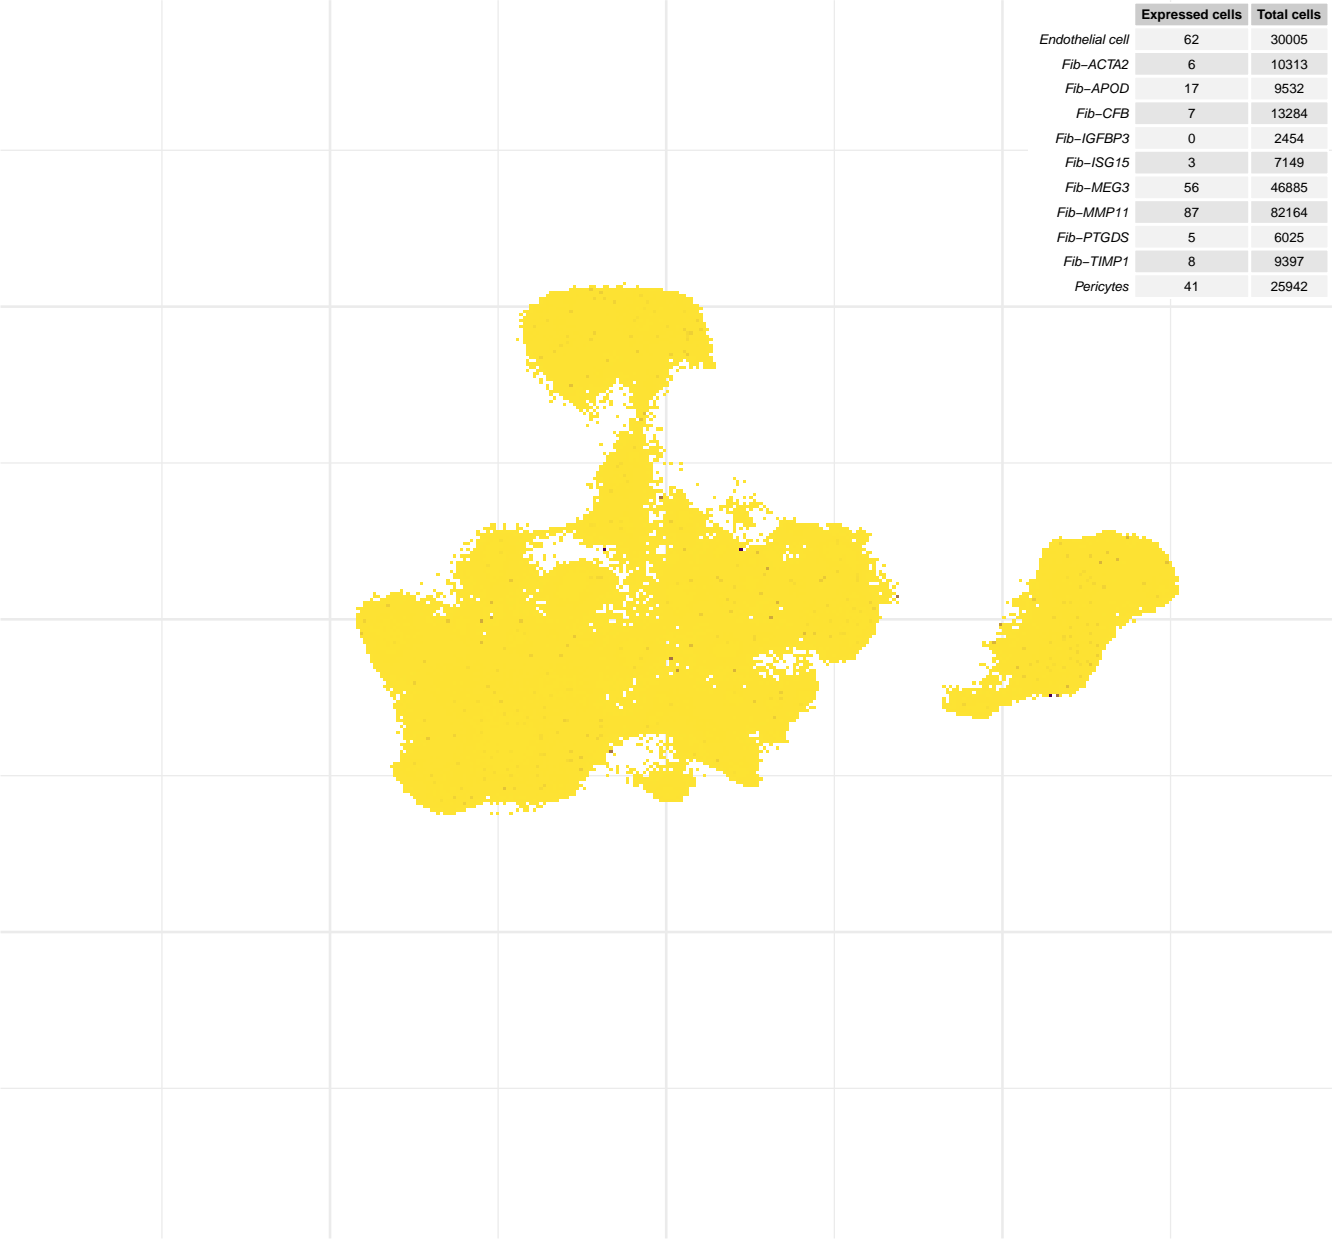 Expressed cells Total cells
Endothelial cell 62 30005
Fib−ACTA2 6 10313
Fib−APOD 17 9532
Fib−CFB 7 13284
Fib−IGFBP3 0 2454
Fib−ISG15 3 7149
Fib−MEG3 56 46885
Fib−MMP11 87 82164
Fib−PTGDS 5 6025
Fib−TIMP1 8 9397
Pericytes 41 25942